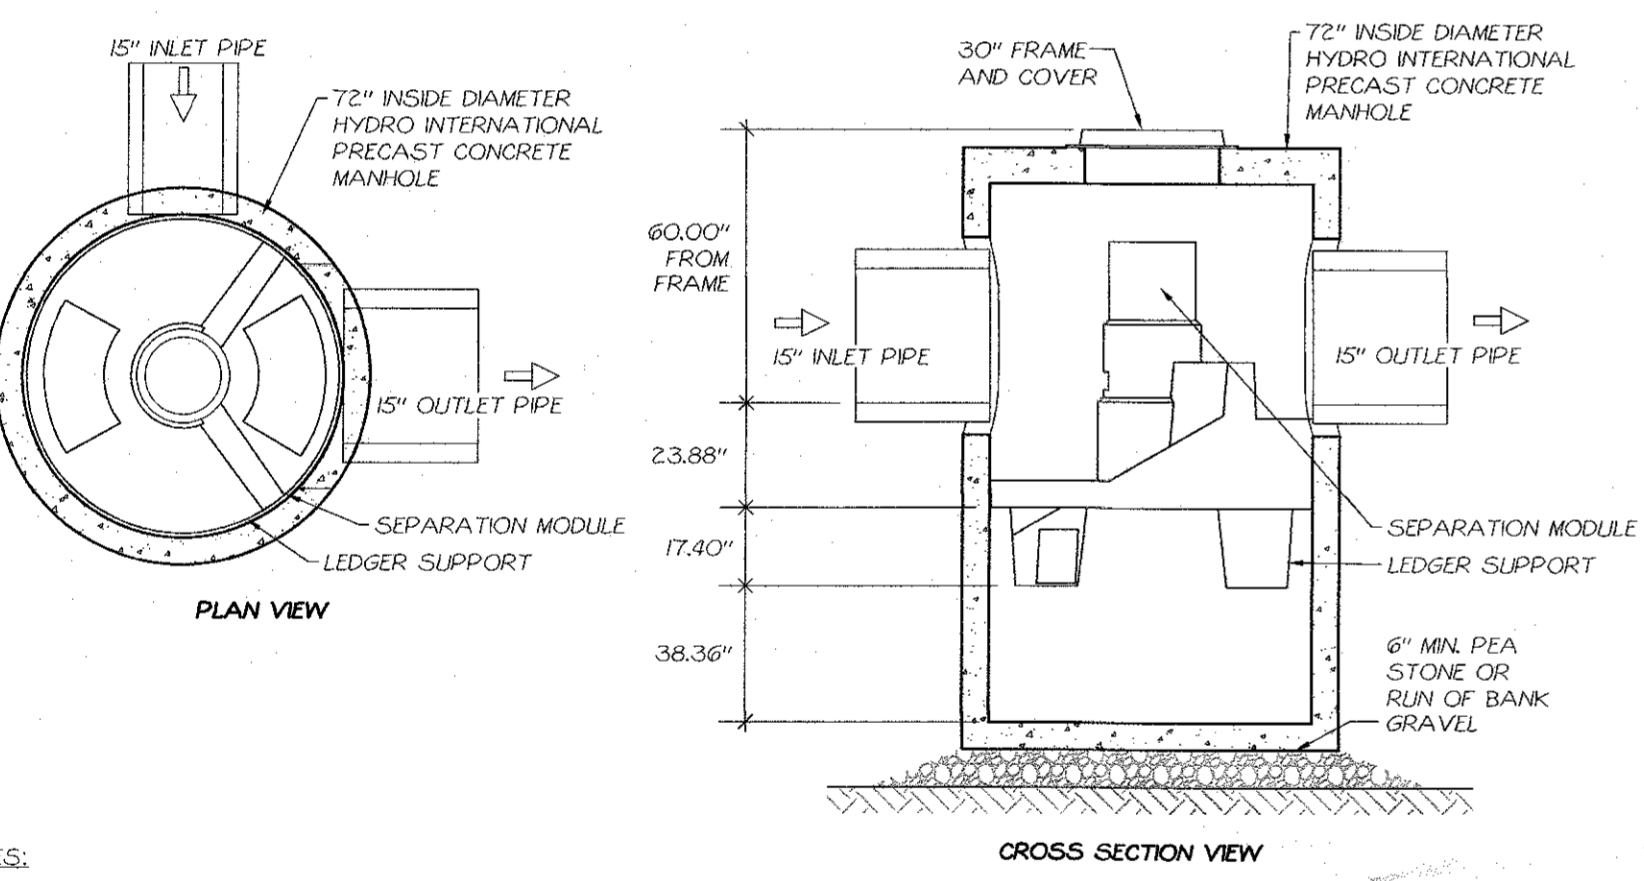 15" INLET PIPE
72" INSIDE DIAMETER
HYDRO INTERNATIONAL
PRECAST CONCRETE
MANHOLE
15" OUTLET PIPE
SEPARATION MODULE
LEDGER SUPPORT
PLAN VIEW
30" FRAME
AND COVER
72" INSIDE DIAMETER
HYDRO INTERNATIONAL
PRECAST CONCRETE
MANHOLE
60.00"
FROM
FRAME
15" INLET PIPE
15" OUTLET PIPE
23.88"
17.40"
38.36"
SEPARATION MODULE
LEDGER SUPPORT
6" MIN. PEA
STONE OR
RUN OF BANK
GRAVEL
CROSS SECTION VIEW
ES: